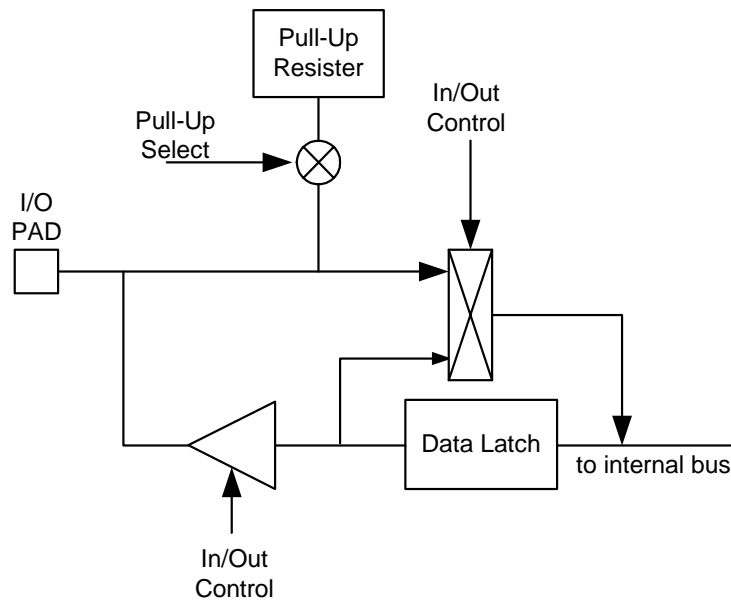 Pull-Up
Resister
In/Out
Control
Pull-Up
Select
I/O
PAD
Data Latch
to internal bus
In/Out
Control